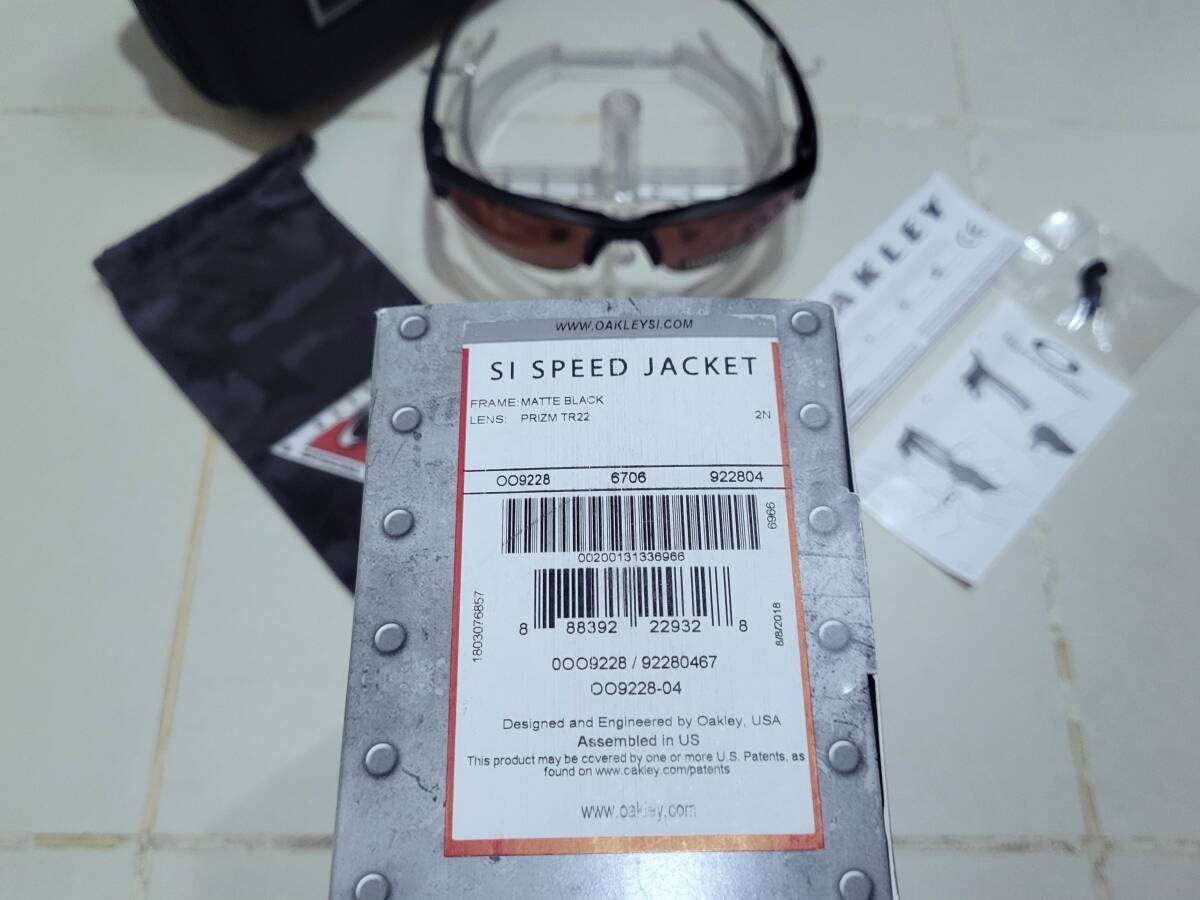 OAKLEY
WWW.OAKLEYSI.COM
SI SPEED JACKET
FRAME: MATTE BLACK
LENS: PRIZM TR22 2N
OO9228 6706 922804
6966
00200131336966
1803076857
8 88392 22932 8
8/8/2018
0OO9228 / 92280467
OO9228-04
Designed and Engineered by Oakley, USA
Assembled in US
This product may be covered by one or more U.S. Patents, as
found on www.oakley.com/patents
www.oakley.com